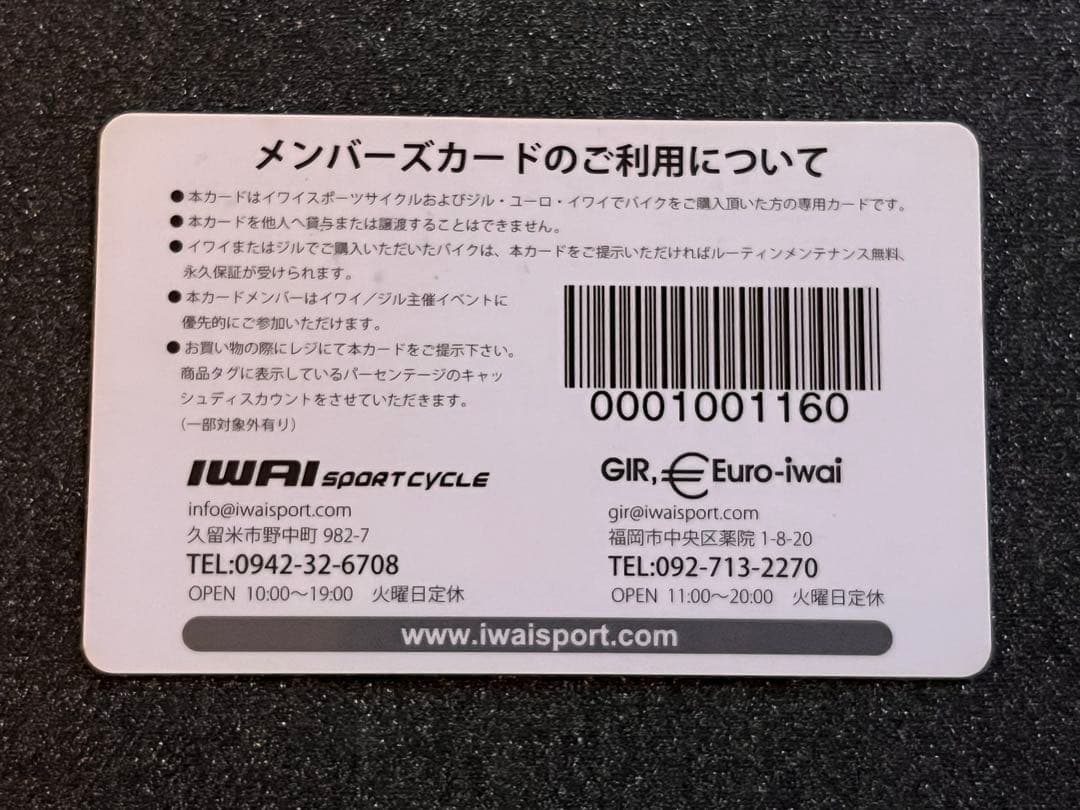 メンバーズカードのご利用について
●本カードはイワイスポーツサイクルおよびジル・ユーロ・イワイでバイクをご購入頂いた方の専用カードです。
●本カードを他人へ貸与または譲渡することはできません。
●イワイまたはジルでご購入いただいたバイクは、本カードをご提示いただければルーティンメンテナンス無料、
永久保証が受けられます。
●本カードメンバーはイワイ／ジル主催イベントに
優先的にご参加いただけます。
●お買い物の際にレジにて本カードをご提示下さい。
商品タグに表示しているパーセンテージのキャッ
シュディスカウントをさせていただきます。
（一部対象外有り）
0001001160
IWAI SPORT CYCLE
info@iwaisport.com
久留米市野中町 982-7
TEL:0942-32-6708
OPEN 10:00〜19:00 火曜日定休
GIR, € Euro-iwai
gir@iwaisport.com
福岡市中央区薬院 1-8-20
TEL:092-713-2270
OPEN 11:00〜20:00 火曜日定休
www.iwaisport.com